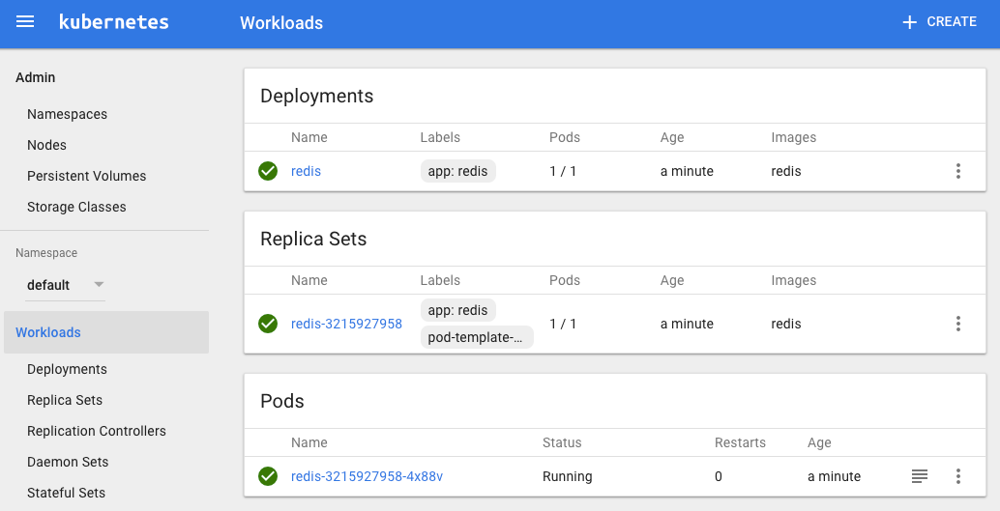 kubernetes Workloads CREATE
Admin
Namespaces
Nodes
Persistent Volumes
Storage Classes
Namespace
default
Workloads
Deployments
Replica Sets
Replication Controllers
Daemon Sets
Stateful Sets
Deployments
Name Labels Pods Age Images
redis app: redis 1 / 1 a minute redis
Replica Sets
Name Labels Pods Age Images
app: redis
redis-3215927958 1 / 1 a minute redis
pod-template-...
Pods
Name Status Restarts Age
redis-3215927958-4x88v Running 0 a minute